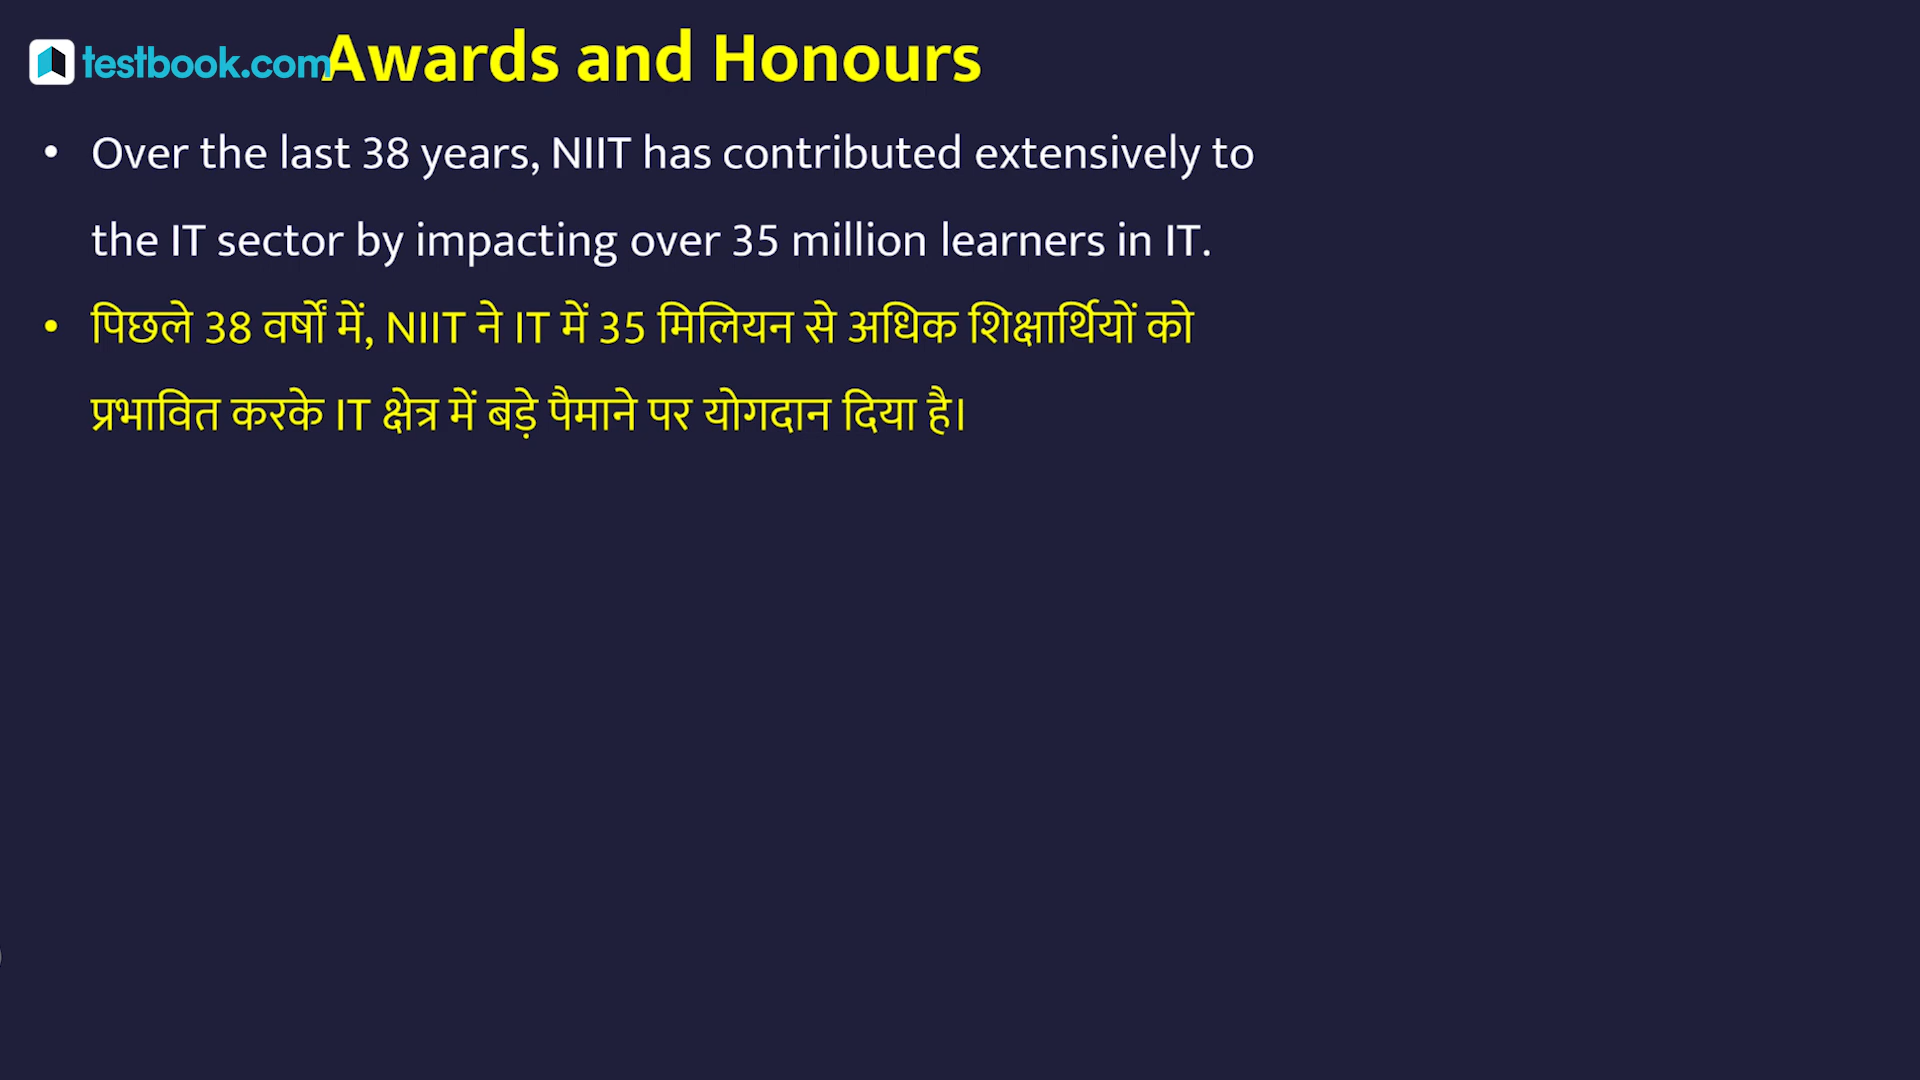 testbook.com
Awards and Honours
• Over the last 38 years, NIIT has contributed extensively to
the IT sector by impacting over 35 million learners in IT.
• पिछले 38 वर्षों में, NIIT ने IT में 35 मिलियन से अधिक शिक्षार्थियों को
प्रभावित करके IT क्षेत्र में बड़े पैमाने पर योगदान दिया है।